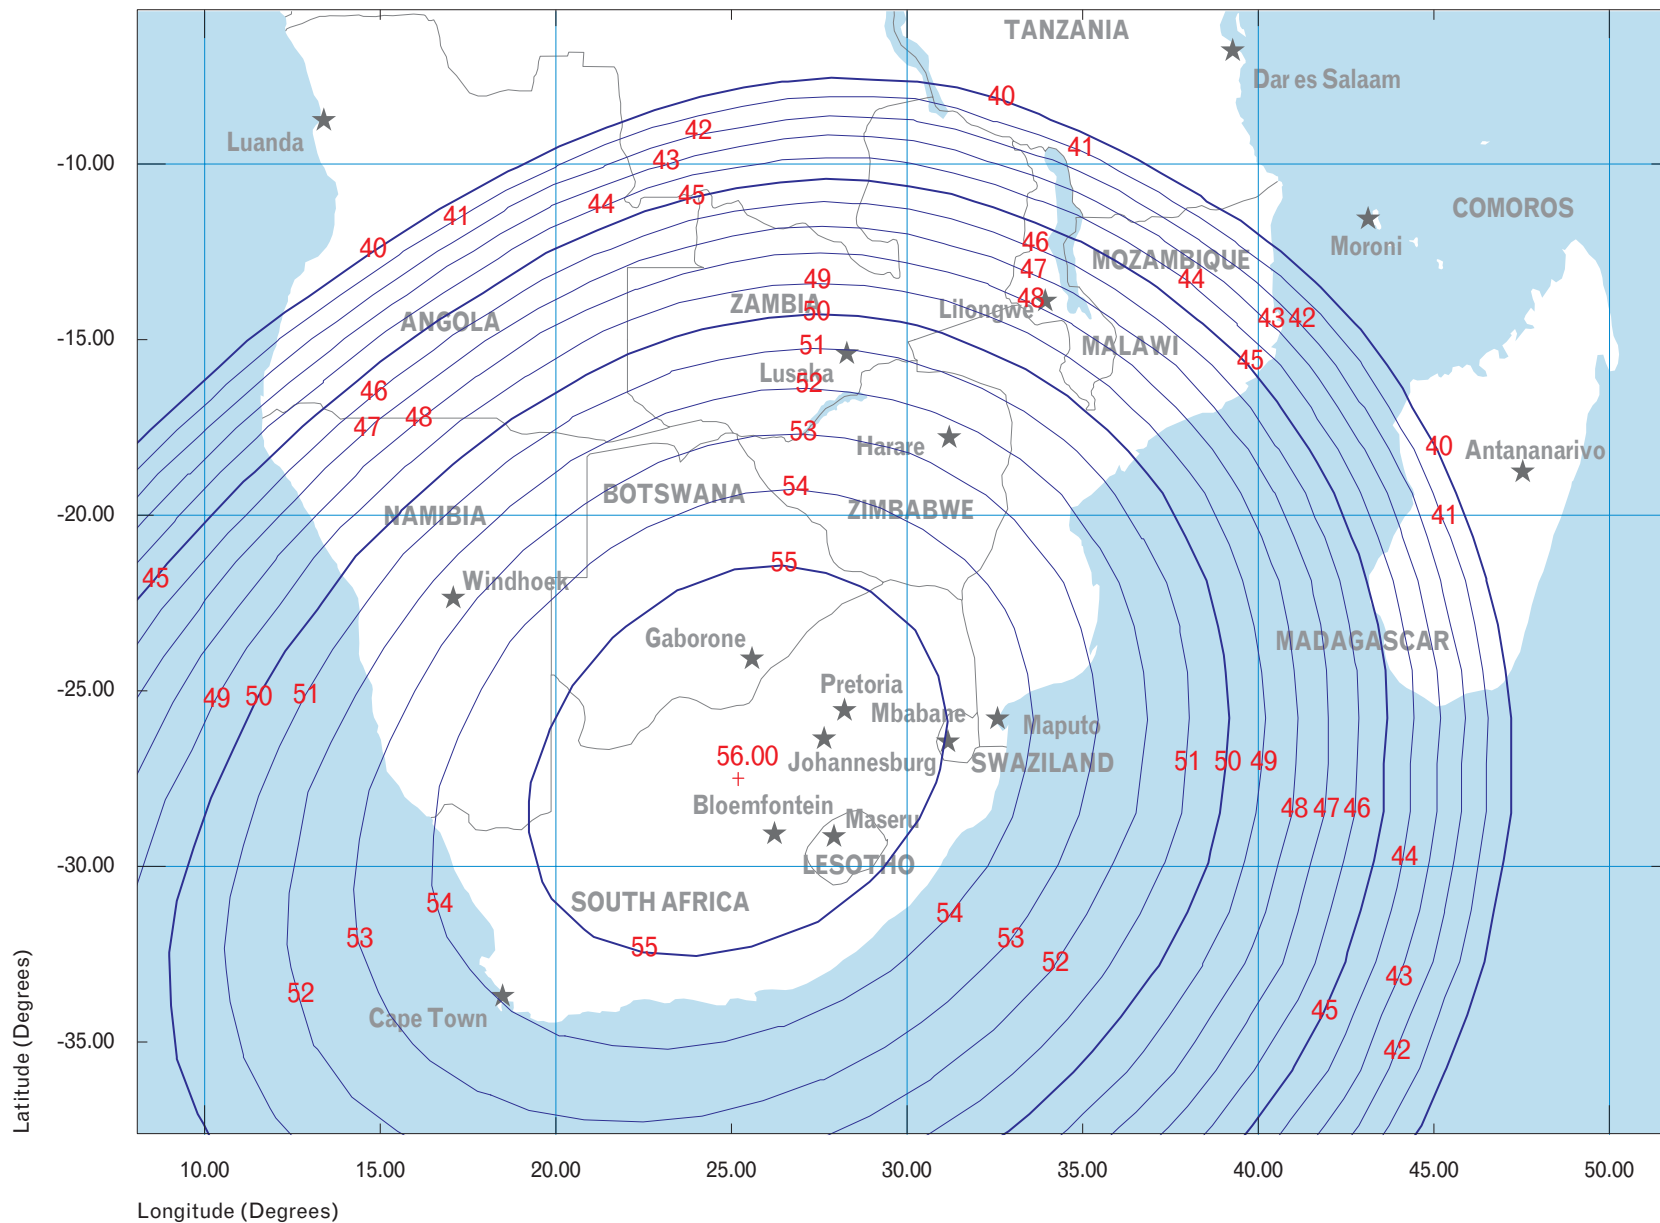 TANZANIA
Dar es Salaam
40
42
41
Luanda
43
-10.00
45
44
41
COMOROS
40
46
Moroni
MOZAMBIQUE
47
49
44
48
ZAMBIA
50
Lilongwe
43 42
ANGOLA
-15.00
51
MALAWI
45
Lusaka
52
46
48
47
53
Harare
40
Antananarivo
54
BOTSWANA
ZIMBABWE
NAMIBIA
-20.00
41
55
45
Windhoek
Gaborone
MADAGASCAR
Pretoria
-25.00
49 50 51
Mbabane
Maputo
56.00
Johannesburg
SWAZILAND
51 50 49
Bloemfontein
48 47 46
Maseru
44
LESOTHO
-30.00
54
SOUTH AFRICA
54
53
55
53
52
43
52
45
Cape Town
-35.00
42
Latitude (Degrees)
10.00 15.00 20.00 25.00 30.00 35.00 40.00 45.00 50.00
Longitude (Degrees)